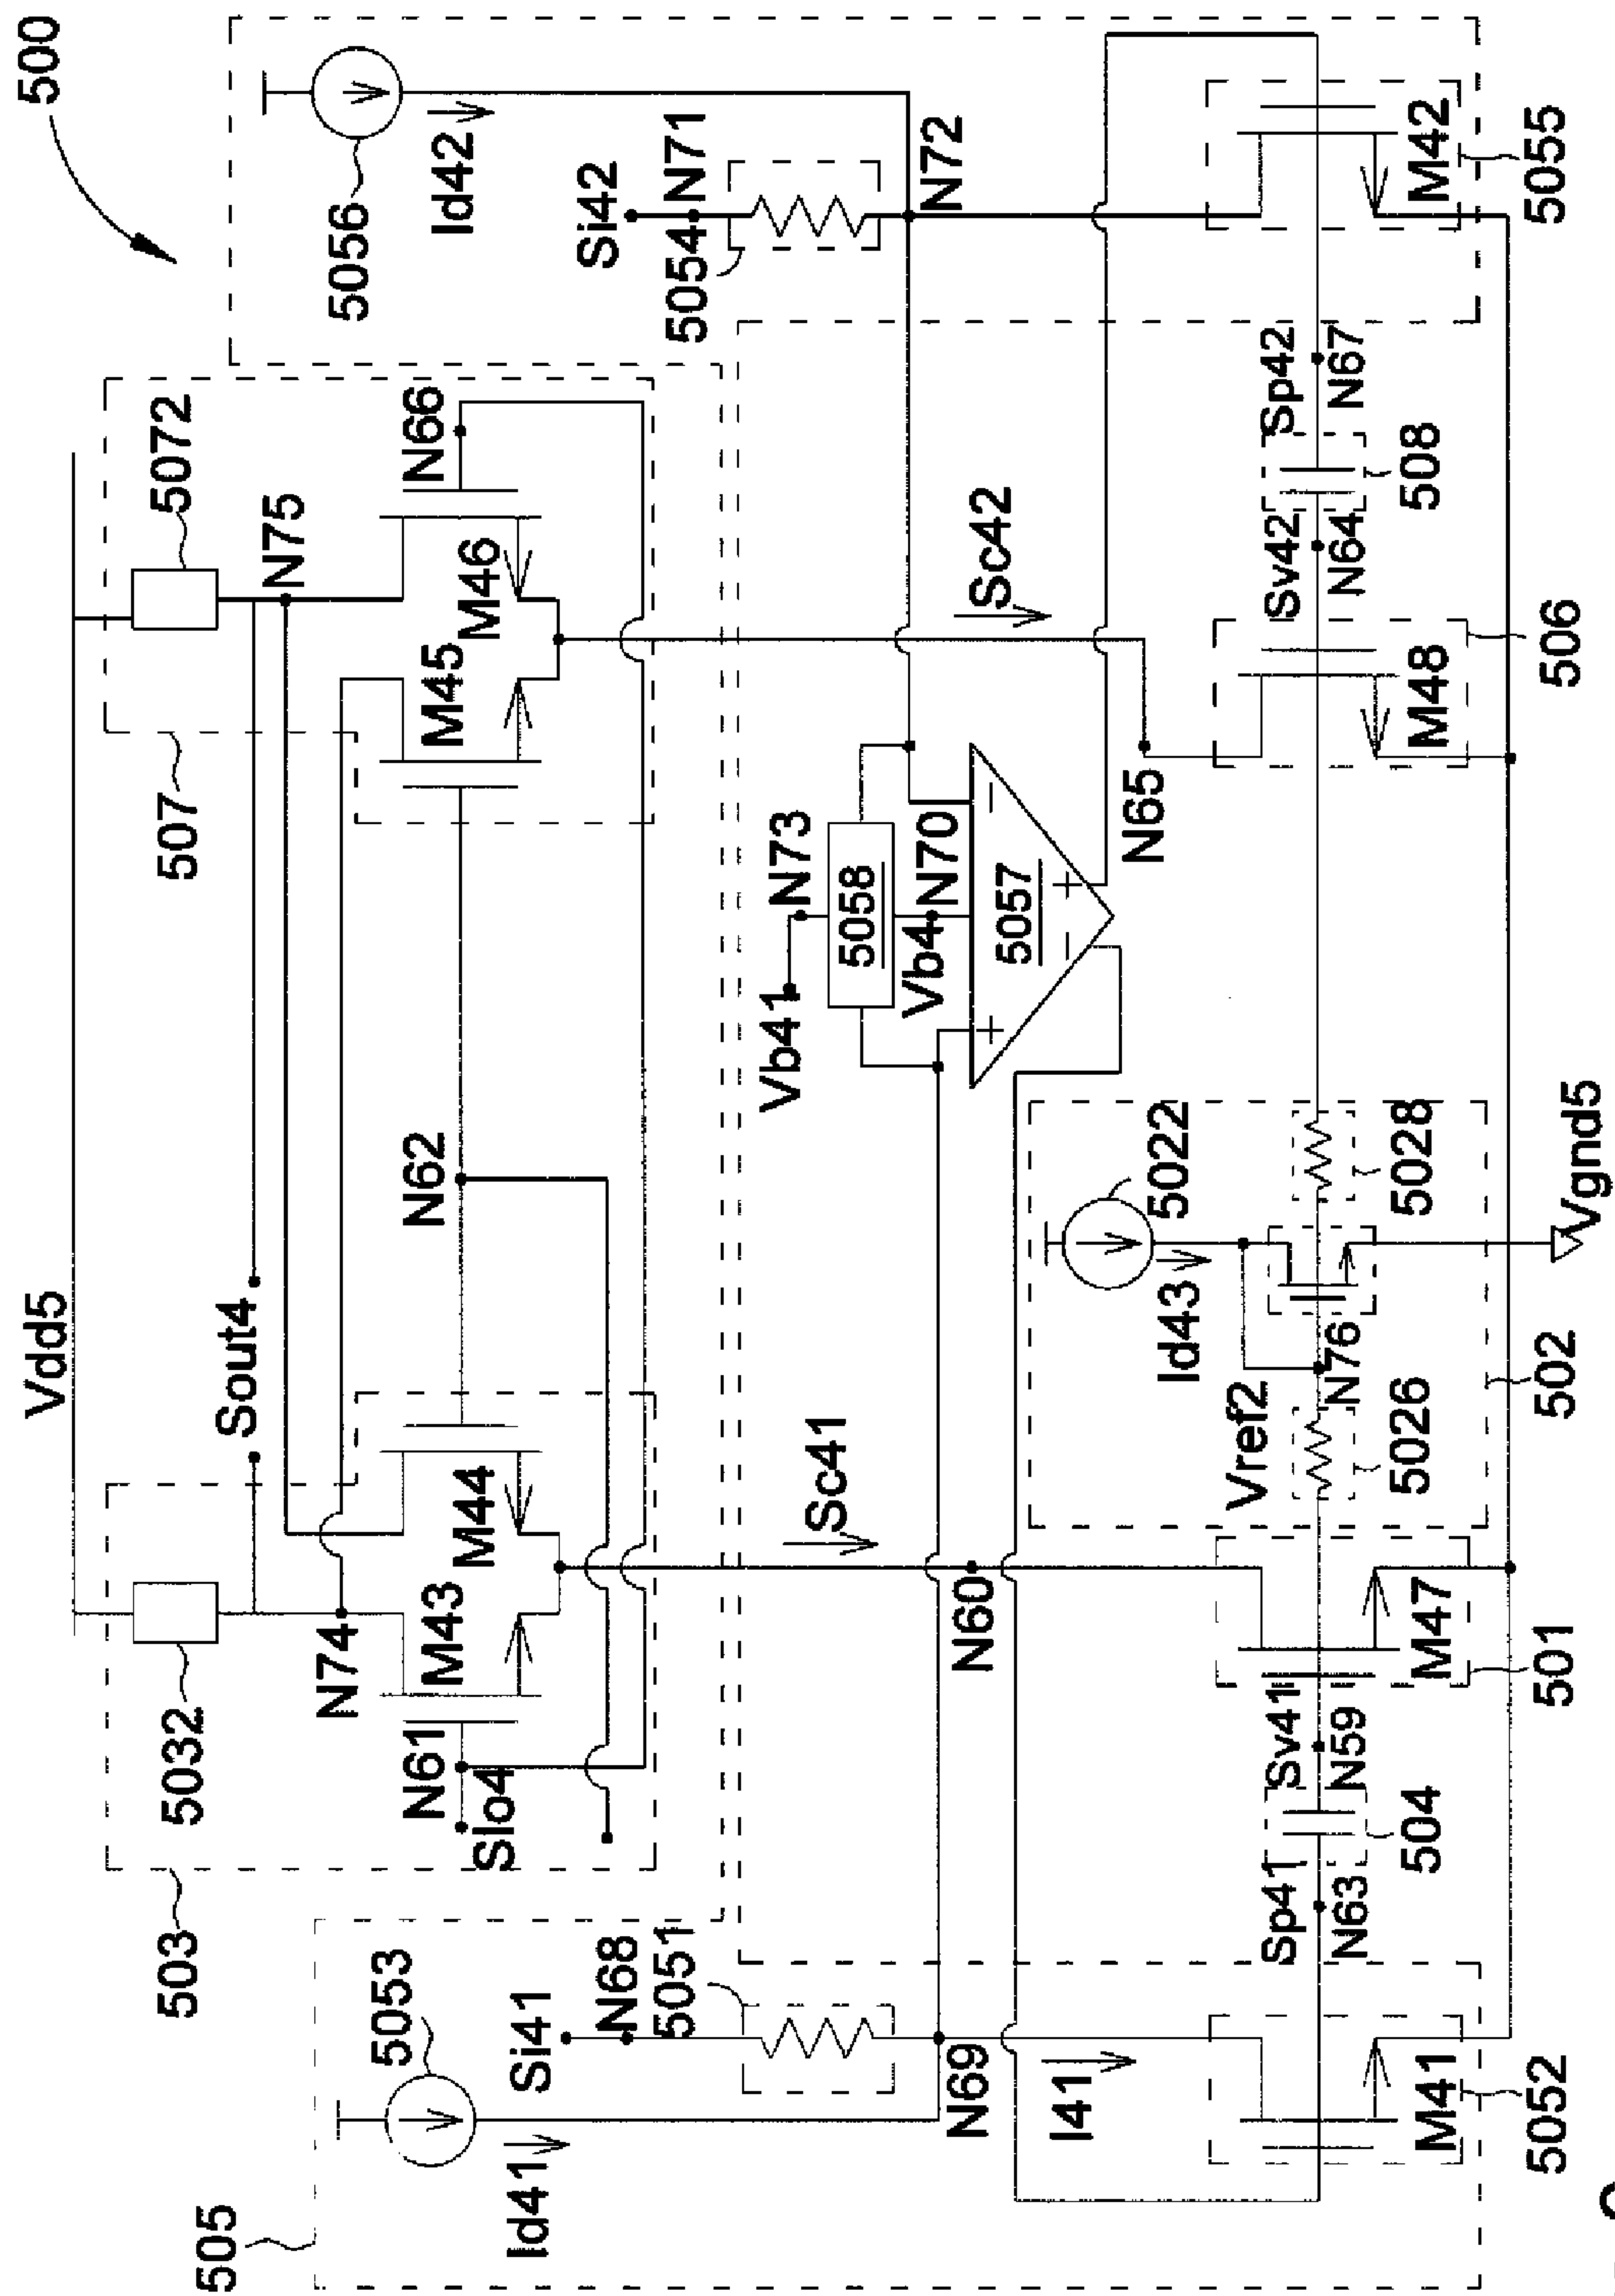 500
Vdd5
Sout4
503
5032
N74
M43
M44
N61
Slo4
N62
507
5072
N75
M45
M46
N66
5056
Id42
Si42
N71
5054
N72
505
5053
Id41
Si41
N68
5051
N69
I41
Sc41
N60
Vb41
N73
5058
Vb4
N70
5057
+
−
−
+
Sc42
N65
Sp41
N63
504
Sv41
N59
M41
5052
M47
501
Vref2
5026
N76
Id43
5022
5028
502
Vgnd5
M48
506
Sv42
N64
508
Sp42
N67
M42
5055